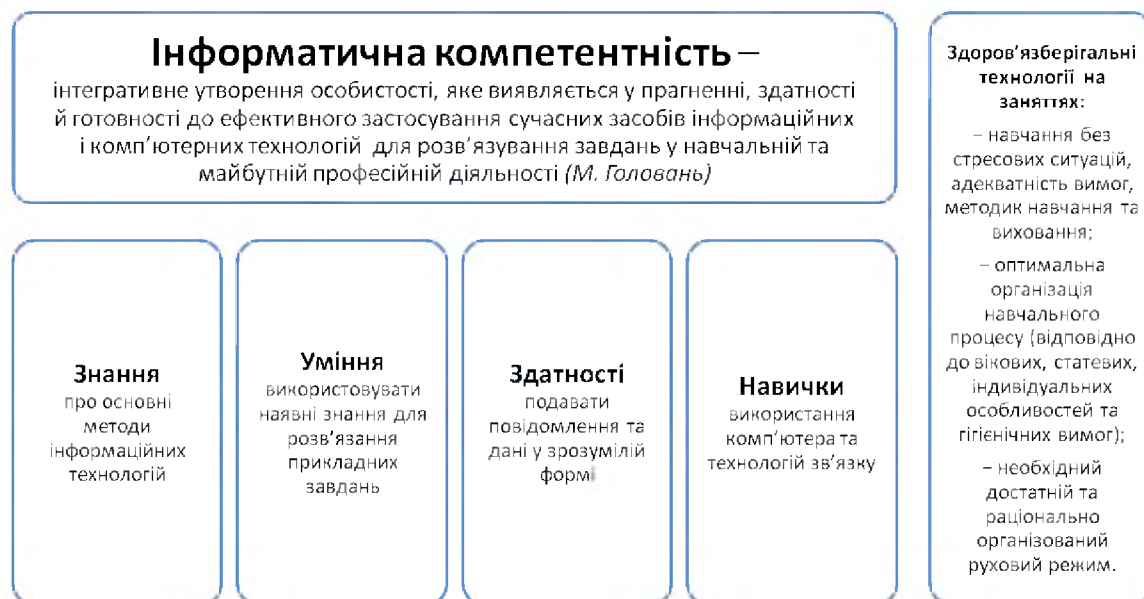 Інформатична компетентність –
інтегративне утворення особистості, яке виявляється у прагненні, здатності
й готовності до ефективного застосування сучасних засобів інформаційних
і комп’ютерних технологій для розв’язування завдань у навчальній та
майбутній професійній діяльності (М. Головань)
Знання
про основні
методи
інформаційних
технологій
Уміння
використовувати
наявні знання для
розв’язання
прикладних
завдань
Здатності
подавати
повідомлення та
дані у зрозумілій
формі
Навички
використання
комп’ютера та
технологій зв’язку
Здоров’язберігальні
технології на
заняттях:
– навчання без
стресових ситуацій,
адекватність вимог,
методик навчання та
виховання;
– оптимальна
організація
навчального
процесу (відповідно
до вікових, статевих,
індивідуальних
особливостей та
гігієнічних вимог);
– необхідний
достатній та
раціонально
організований
руховий режим.